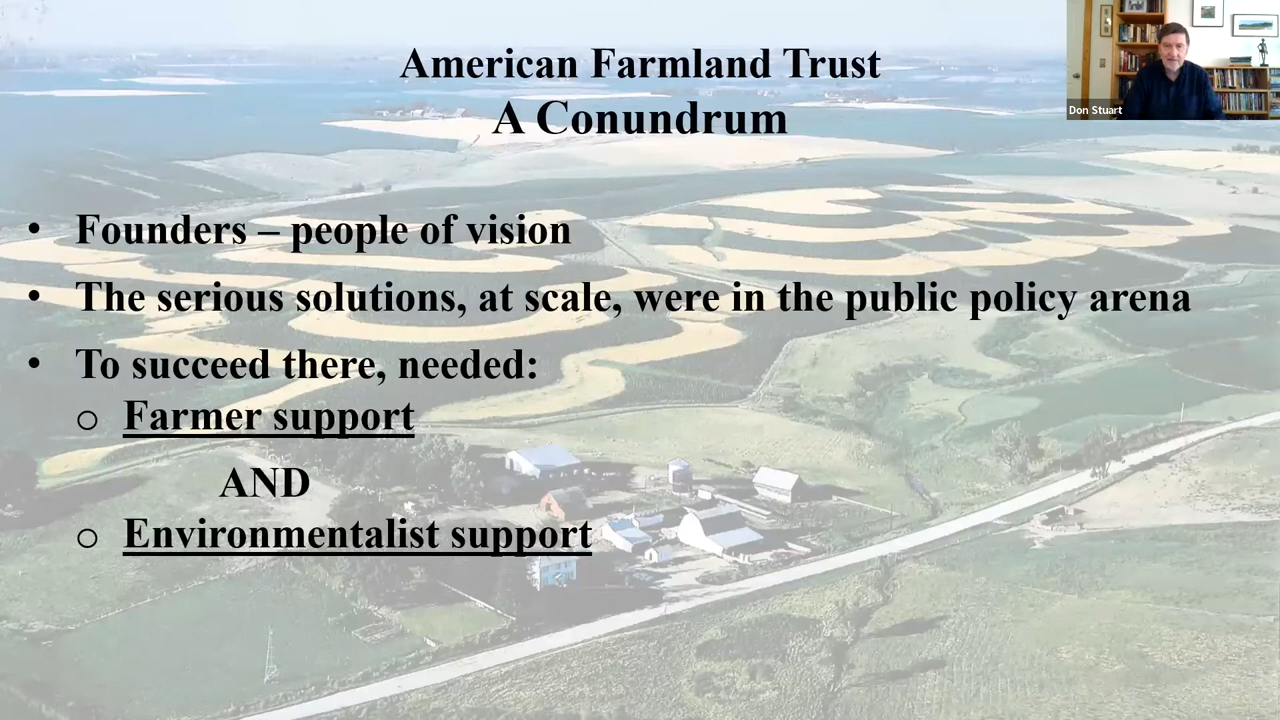 American Farmland Trust
A Conundrum
Don Stuart
• Founders – people of vision
• The serious solutions, at scale, were in the public policy arena
• To succeed there, needed:
o Farmer support
AND
o Environmentalist support